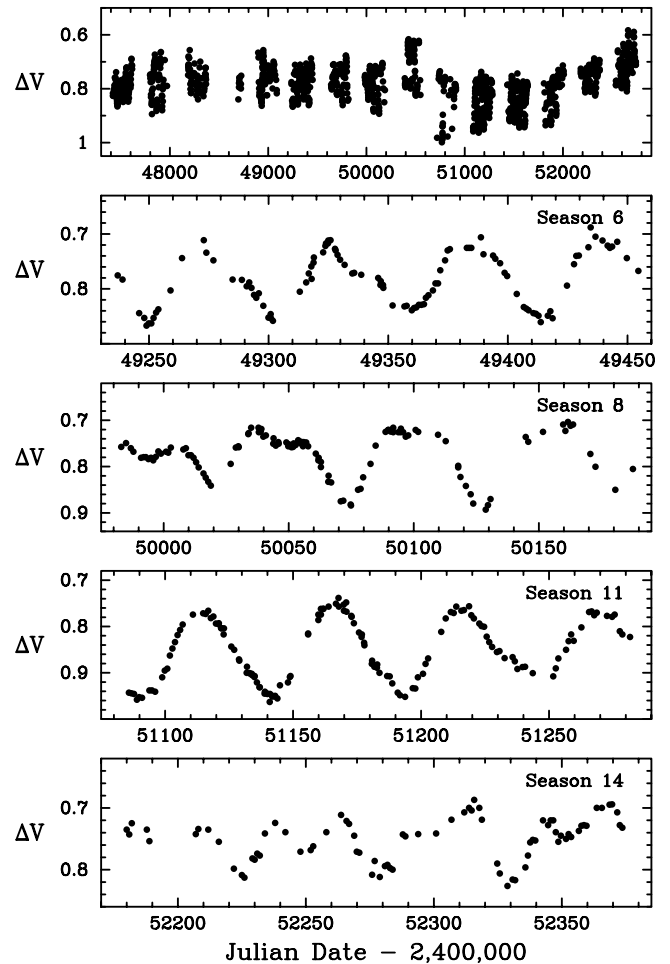 0.6
ΔV 0.8
1
48000 49000 50000 51000 52000
Season 6
0.7
ΔV
0.8
49250 49300 49350 49400 49450
Season 8
0.7
ΔV 0.8
0.9
50000 50050 50100 50150
0.7
Season 11
ΔV 0.8
0.9
51100 51150 51200 51250
Season 14
0.7
ΔV
0.8
52200 52250 52300 52350
Julian Date − 2,400,000